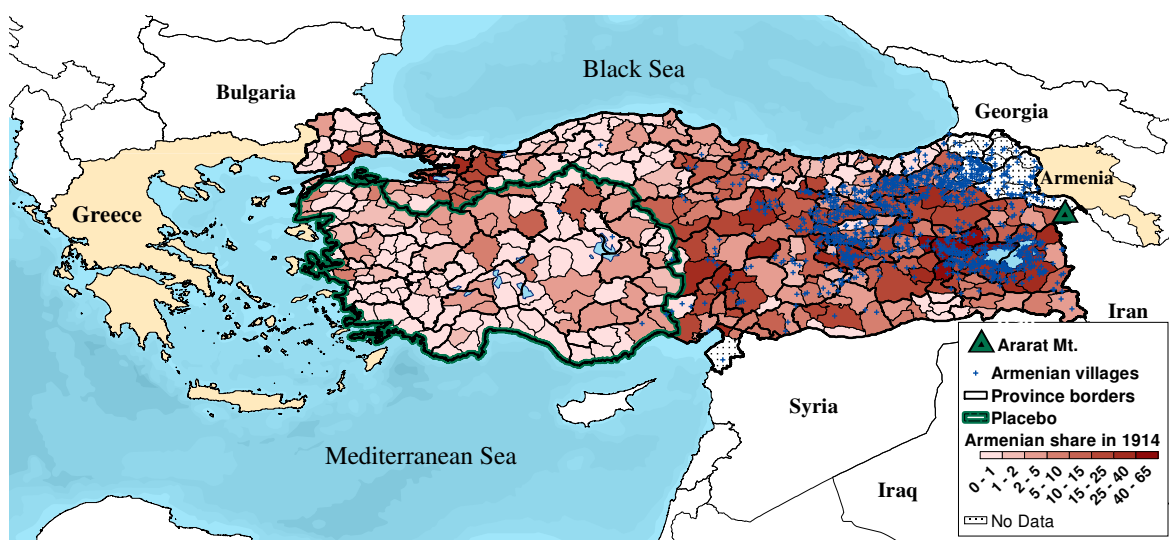 Black Sea
Bulgaria
Georgia
Armenia
Greece
Iran
Syria
Mediterranean Sea
Iraq
Ararat Mt.
Armenian villages
Province borders
Placebo
Armenian share in 1914
0 - 1
1 - 2
2 - 5
5 - 10
10 - 15
15 - 25
25 - 40
40 - 65
No Data